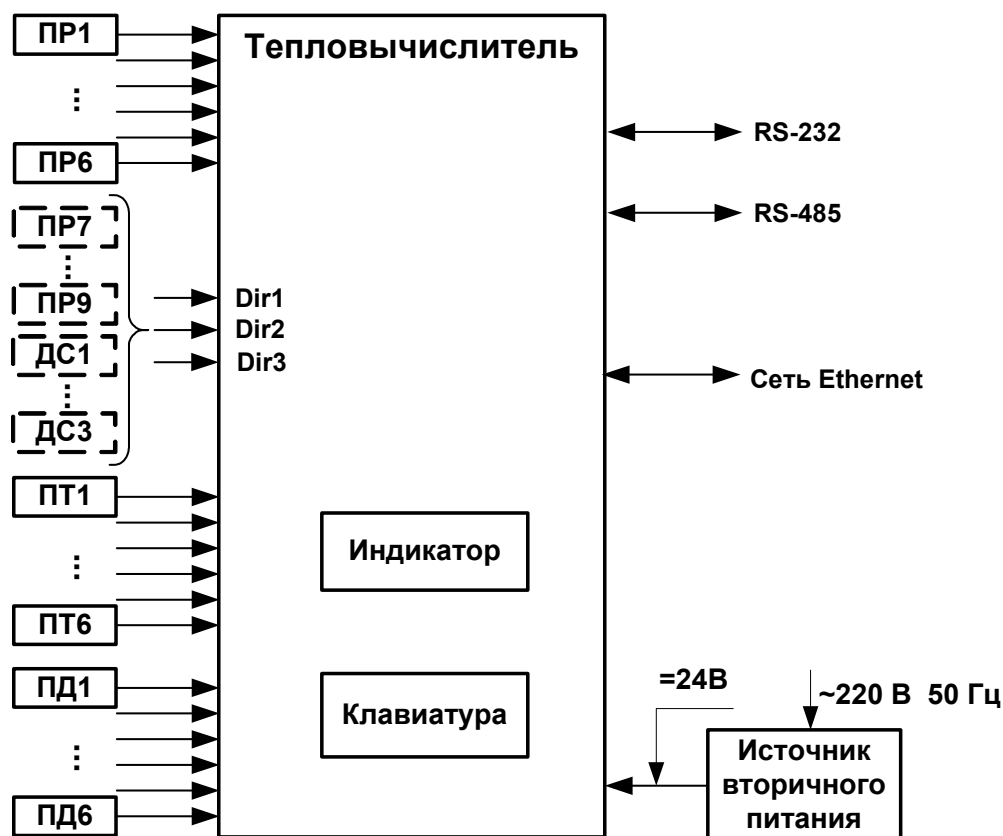 ПР1
...
ПР6
ПР7
...
ПР9
ДС1
...
ДС3
ПТ1
...
ПТ6
ПД1
...
ПД6
Тепловычислитель
Dir1
Dir2
Dir3
Индикатор
Клавиатура
RS-232
RS-485
Сеть Ethernet
=24В
~220 В 50 Гц
Источник
вторичного
питания